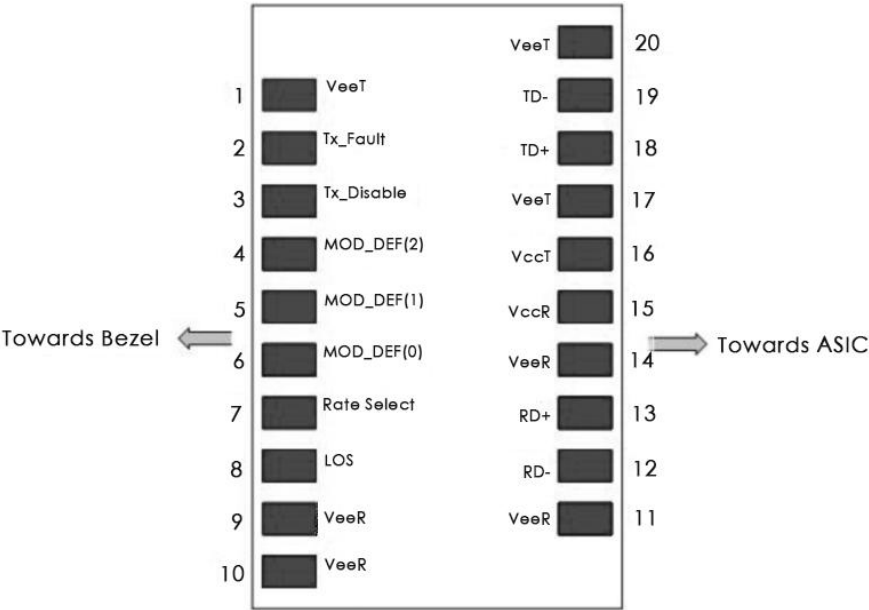 VeeT 20
1 VeeT
TD- 19
2 Tx_Fault
TD+ 18
3 Tx_Disable
VeeT 17
4 MOD_DEF(2)
VccT 16
5 MOD_DEF(1)
VccR 15
Towards Bezel
Towards ASIC
6 MOD_DEF(0)
VeeR 14
7 Rate Select
RD+ 13
8 LOS
RD- 12
9 VeeR
VeeR 11
10 VeeR